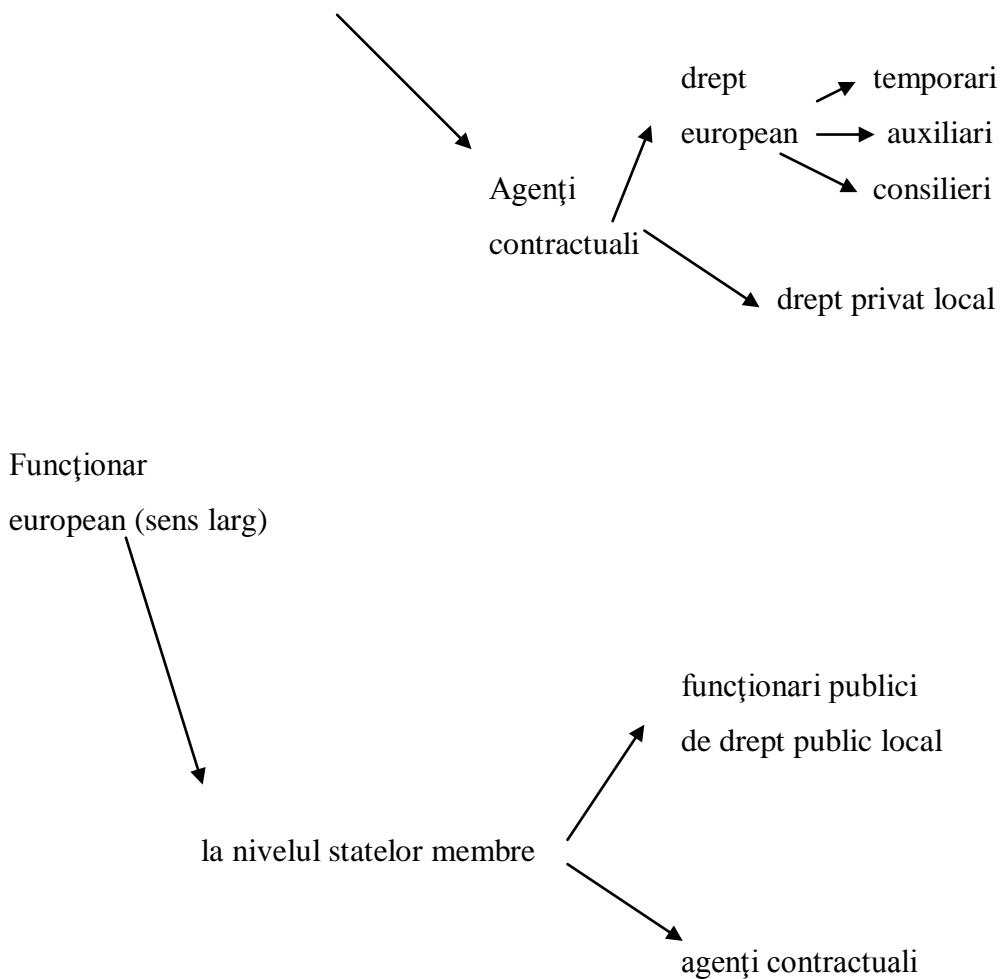 drept
temporari
european
auxiliari
Agenţi
consilieri
contractuali
drept privat local
Funcţionar
european (sens larg)
funcţionari publici
de drept public local
la nivelul statelor membre
agenţi contractuali